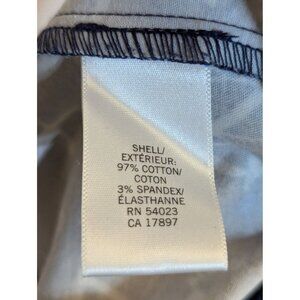 SHELL/
EXTÉRIEUR:
97% COTTON/
COTON
3% SPANDEX/
ÉLASTHANNE
RN 54023
CA 17897